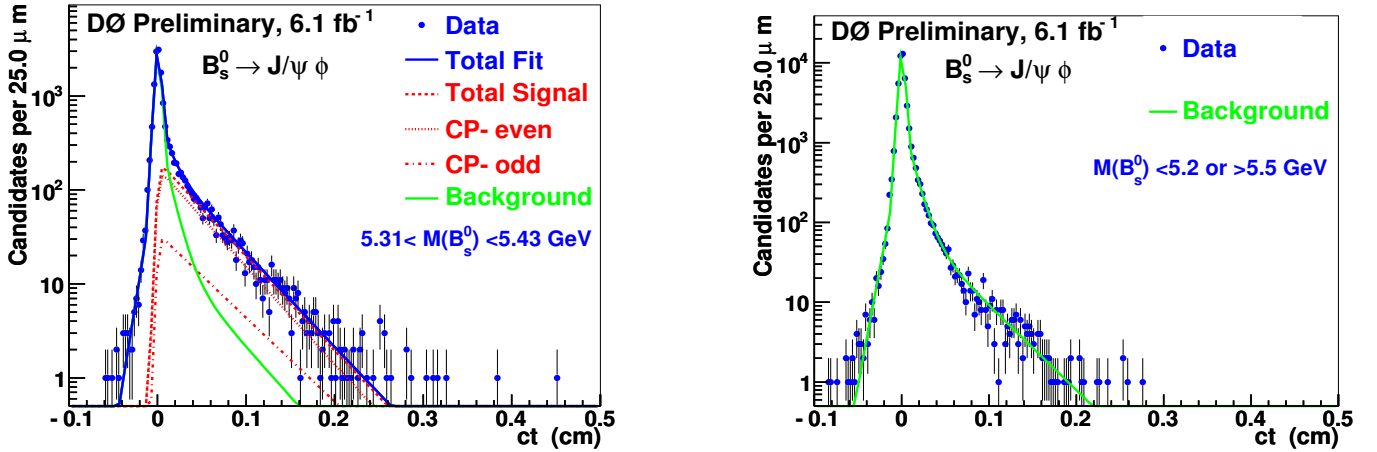 DØ Preliminary, 6.1 fb⁻¹
B⁰ₛ → J/ψ φ
Data
Total Fit
Total Signal
CP- even
CP- odd
Background
5.31< M(B⁰ₛ) <5.43 GeV
Candidates per 25.0 μ m
10³
10²
10
1
- 0.1 0 0.1 0.2 0.3 0.4 0.5
ct (cm)
DØ Preliminary, 6.1 fb⁻¹
B⁰ₛ → J/ψ φ
Data
Background
M(B⁰ₛ) <5.2 or >5.5 GeV
Candidates per 25.0 μ m
10⁴
10³
10²
10
1
- 0.1 0 0.1 0.2 0.3 0.4 0.5
ct (cm)